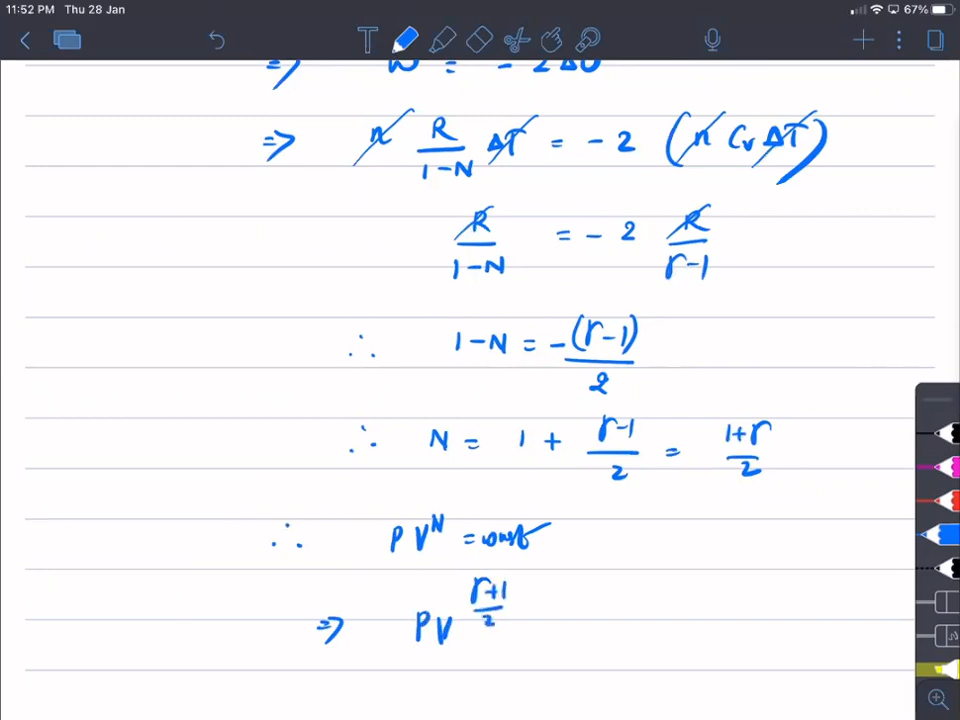 11:52 PM Thu 28 Jan 67%
T
=> W = - 2ΔU
=> n R/(1-N) ΔT = - 2 (n Cv ΔT)
R/(1-N) = - 2 R/(r-1)
∴ 1-N = -(r-1)/2
∴ N = 1 + (r-1)/2 = (1+r)/2
∴ PV^N = const
=> PV^((r+1)/2)